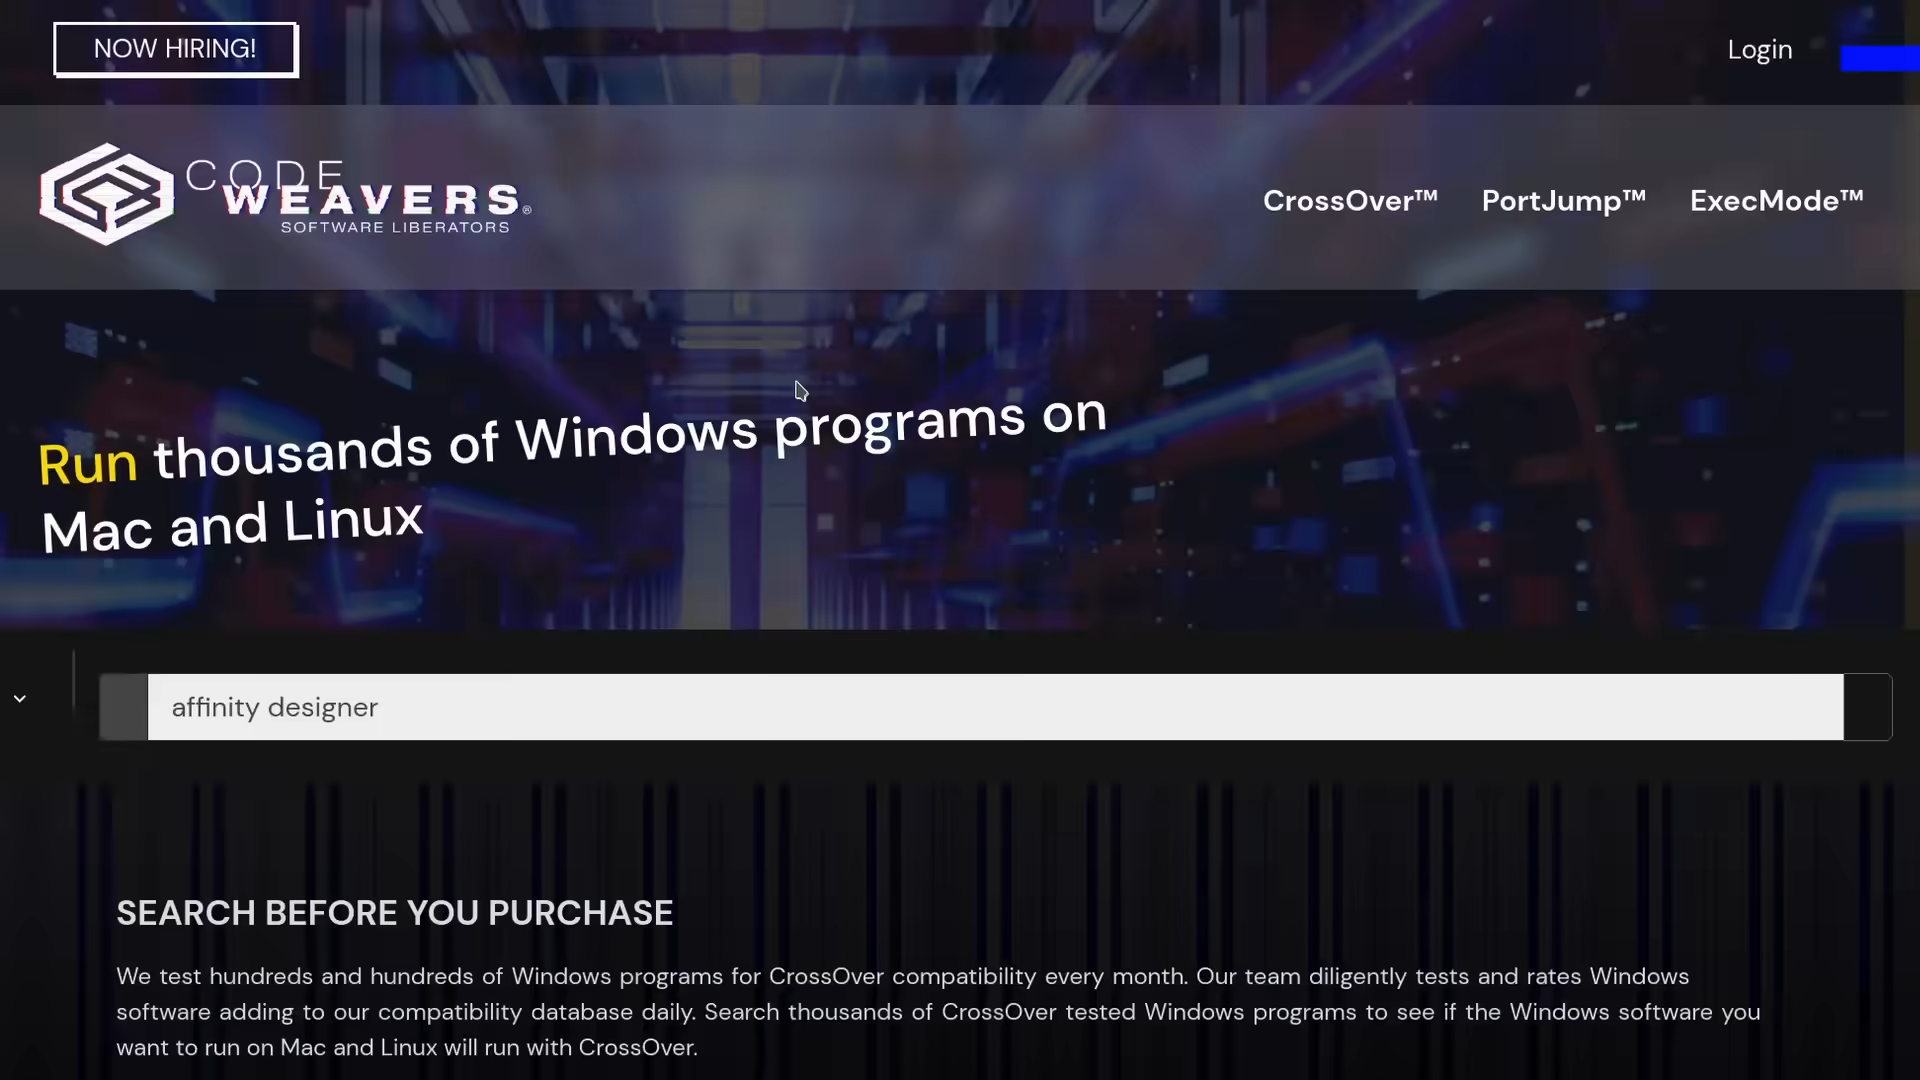 NOW HIRING!
Login
CODE
WEAVERS®
SOFTWARE LIBERATORS
CrossOver™ PortJump™ ExecMode™
Run thousands of Windows programs on
Mac and Linux
affinity designer
SEARCH BEFORE YOU PURCHASE
We test hundreds and hundreds of Windows programs for CrossOver compatibility every month. Our team diligently tests and rates Windows
software adding to our compatibility database daily. Search thousands of CrossOver tested Windows programs to see if the Windows software you
want to run on Mac and Linux will run with CrossOver.